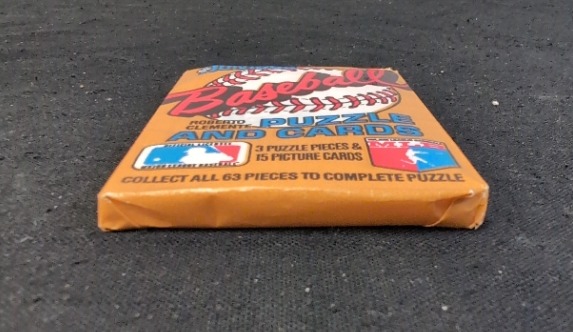 Baseball
ROBERTO
CLEMENTE
PUZZLE
AND CARDS
3 PUZZLE PIECES &
15 PICTURE CARDS
COLLECT ALL 63 PIECES TO COMPLETE PUZZLE